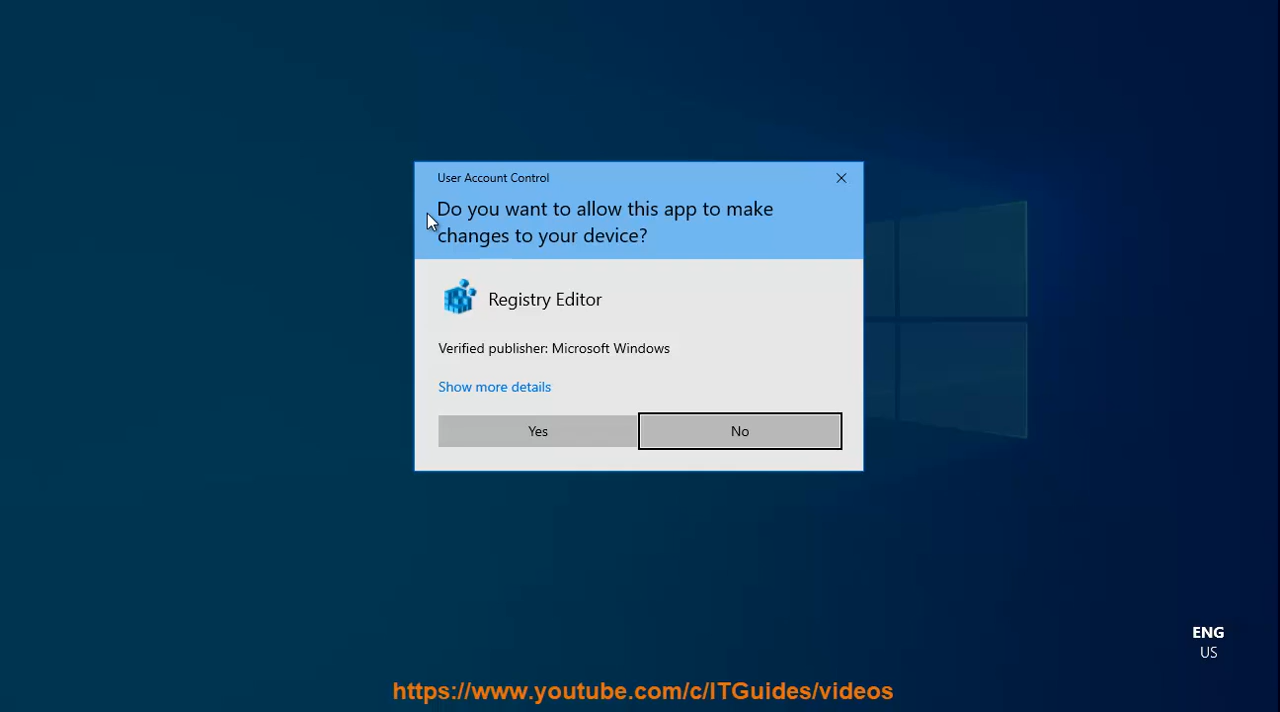 User Account Control
Do you want to allow this app to make
changes to your device?
Registry Editor
Verified publisher: Microsoft Windows
Show more details
Yes
No
ENG
US
https://www.youtube.com/c/ITGuides/videos